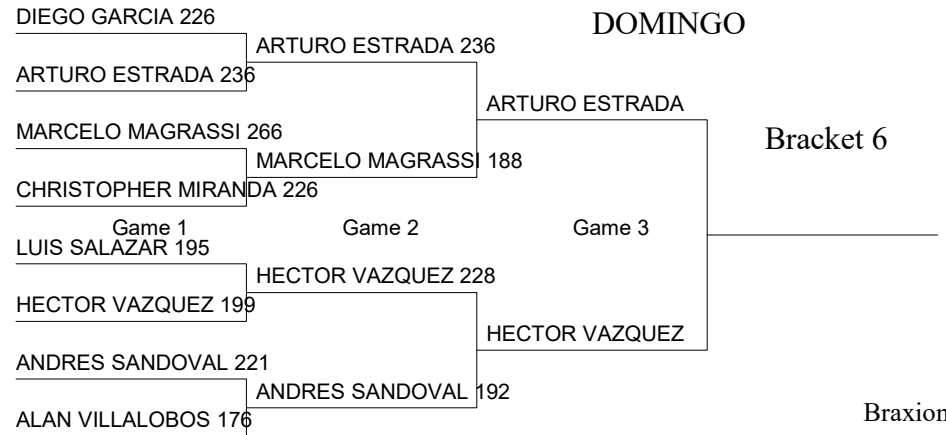 DOMINGO
Bracket 6
DIEGO GARCIA 226
ARTURO ESTRADA 236
MARCELO MAGRASSI 266
CHRISTOPHER MIRANDA 226
LUIS SALAZAR 195
HECTOR VAZQUEZ 199
ANDRES SANDOVAL 221
ALAN VILLALOBOS 176
Game 1
ARTURO ESTRADA 236
MARCELO MAGRASSI 188
HECTOR VAZQUEZ 228
ANDRES SANDOVAL 192
Game 2
ARTURO ESTRADA
HECTOR VAZQUEZ
Game 3
Braxion